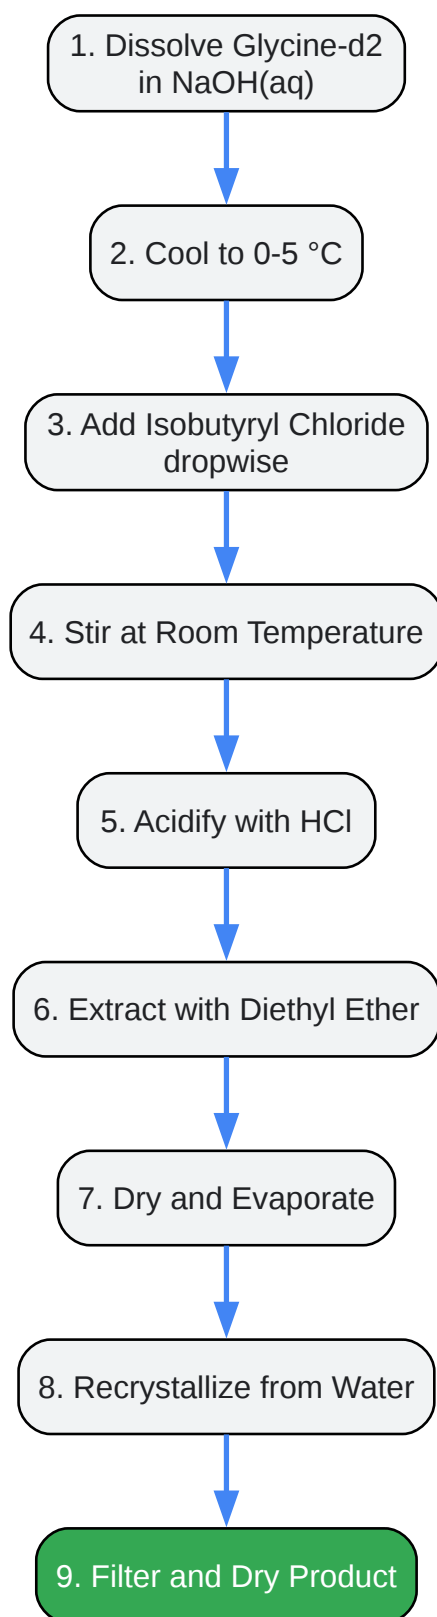 1. Dissolve Glycine-d2
in NaOH(aq)
2. Cool to 0-5 °C
3. Add Isobutyryl Chloride
dropwise
4. Stir at Room Temperature
5. Acidify with HCl
6. Extract with Diethyl Ether
7. Dry and Evaporate
8. Recrystallize from Water
9. Filter and Dry Product